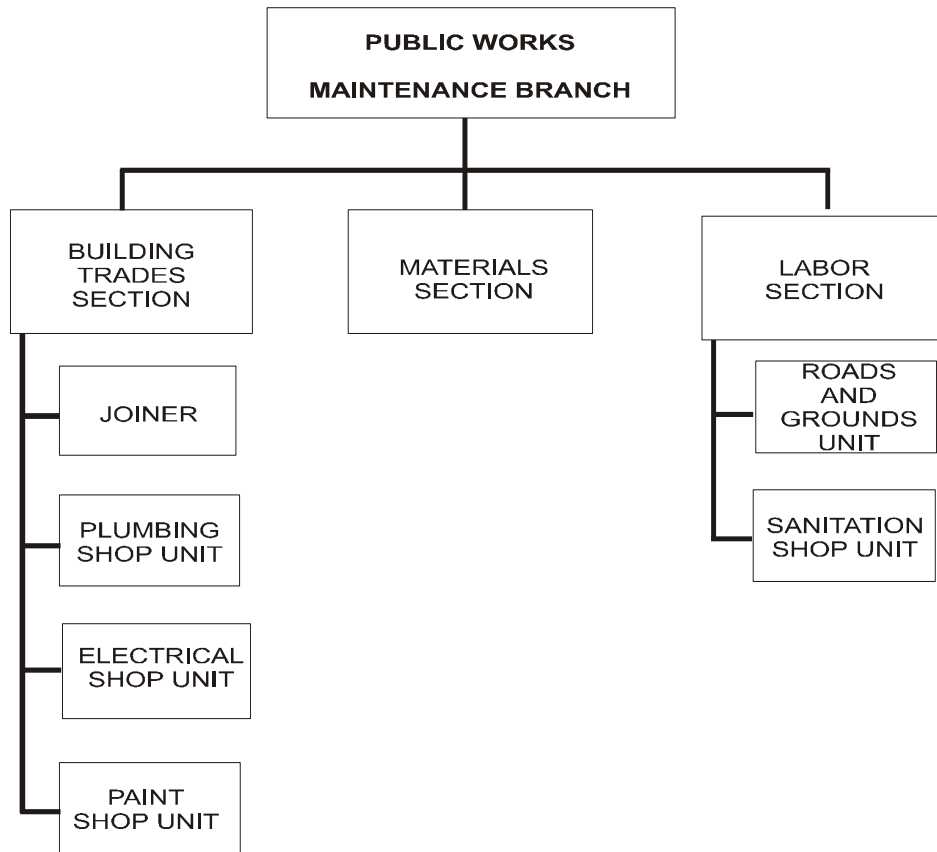 PUBLIC WORKS
MAINTENANCE BRANCH
BUILDING
TRADES
SECTION
MATERIALS
SECTION
LABOR
SECTION
JOINER
PLUMBING
SHOP UNIT
ELECTRICAL
SHOP UNIT
PAINT
SHOP UNIT
ROADS
AND
GROUNDS
UNIT
SANITATION
SHOP UNIT